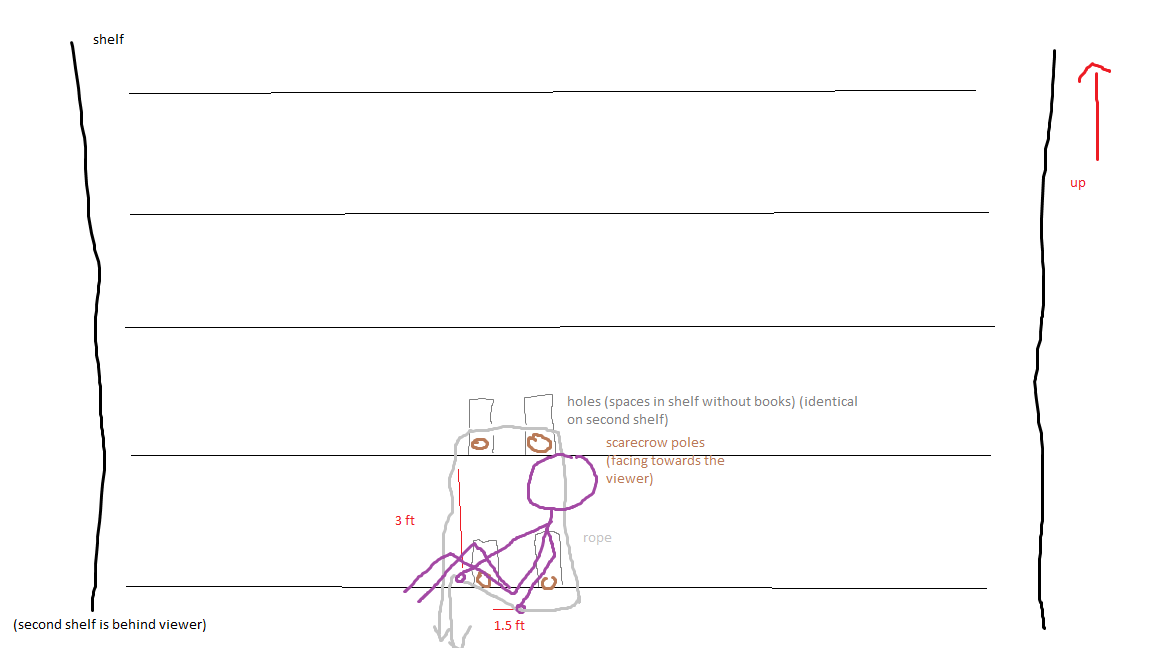 shelf
up
holes (spaces in shelf without books) (identical
on second shelf)
scarecrow poles
(facing towards the
viewer)
3 ft
rope
(second shelf is behind viewer)
1.5 ft